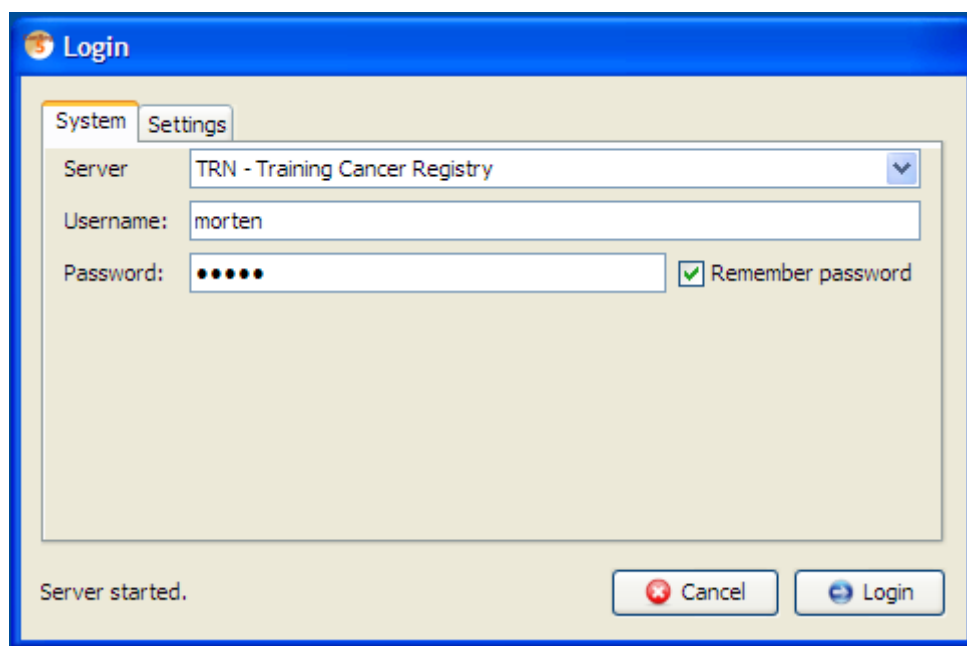 Login
System Settings
Server TRN - Training Cancer Registry
Username: morten
Password: ••••• Remember password
Server started. Cancel Login